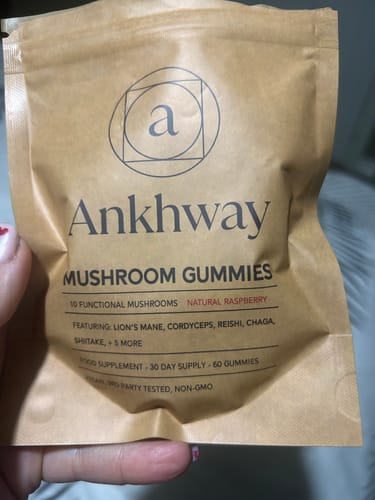 a
Ankhway
MUSHROOM GUMMIES
10 FUNCTIONAL MUSHROOMS NATURAL RASPBERRY
FEATURING: LION'S MANE, CORDYCEPS, REISHI, CHAGA,
SHIITAKE, + 5 MORE
FOOD SUPPLEMENT - 30 DAY SUPPLY - 60 GUMMIES
VEGAN, 3RD PARTY TESTED, NON-GMO